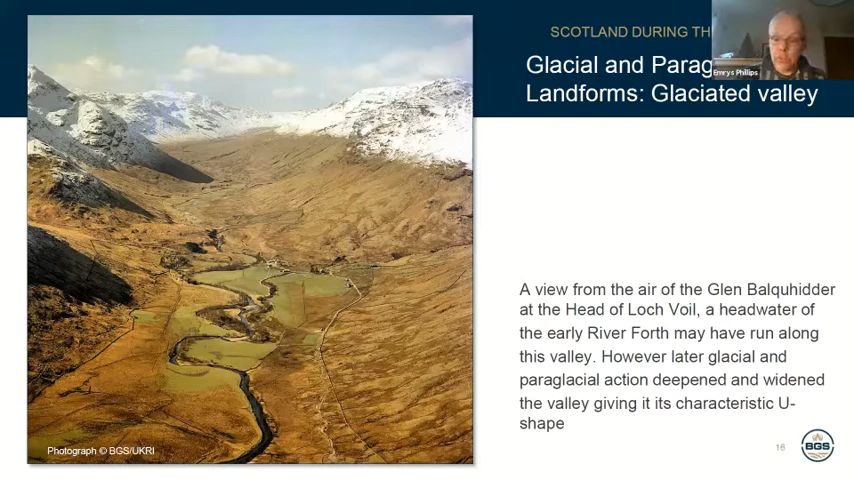 SCOTLAND DURING TH
Glacial and Parag
Landforms: Glaciated valley
Emrys Phillips
A view from the air of the Glen Balquhidder
at the Head of Loch Voil, a headwater of
the early River Forth may have run along
this valley. However later glacial and
paraglacial action deepened and widened
the valley giving it its characteristic U-
shape
Photograph © BGS/UKRI
16
BGS